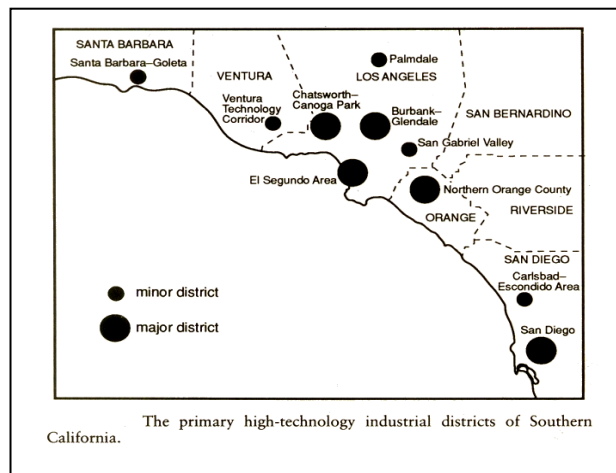 SANTA BARBARA
Santa Barbara–Goleta
VENTURA
Ventura
Technology
Corridor
Palmdale
LOS ANGELES
Chatsworth–
Canoga Park
Burbank–
Glendale
SAN BERNARDINO
San Gabriel Valley
El Segundo Area
Northern Orange County
ORANGE
RIVERSIDE
SAN DIEGO
Carlsbad–
Escondido Area
San Diego
minor district
major district
The primary high-technology industrial districts of Southern
California.